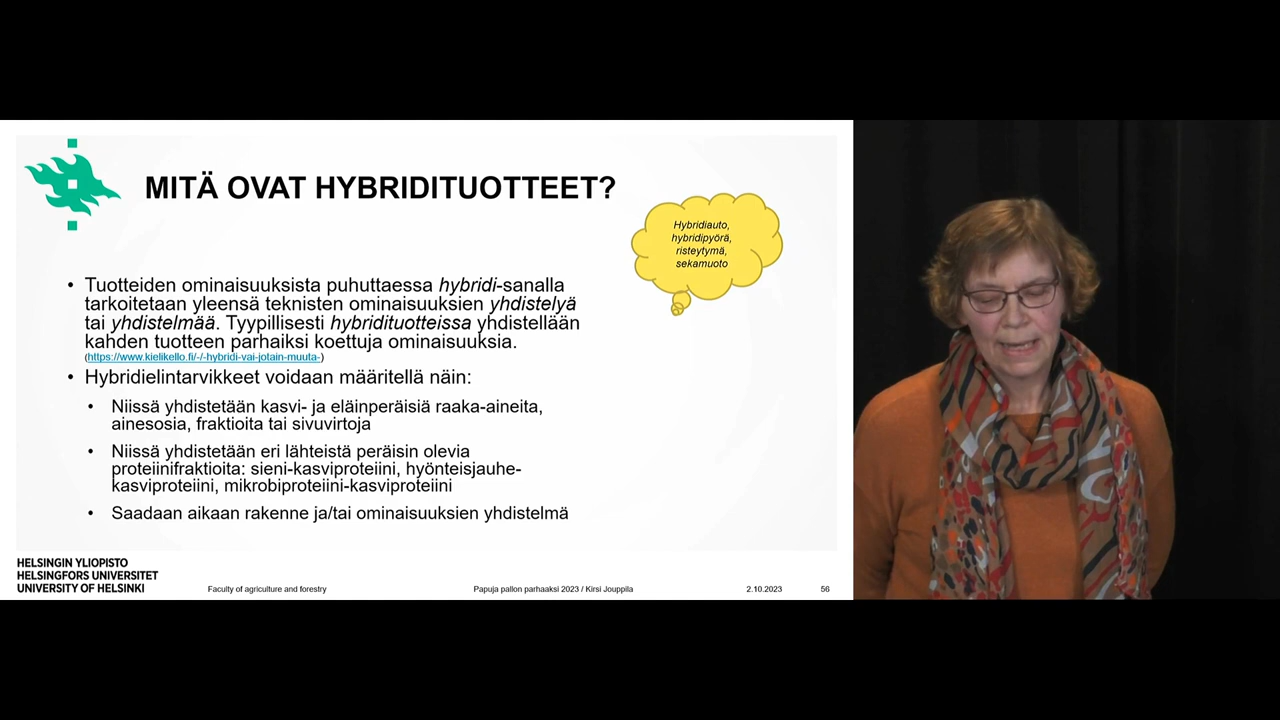 MITÄ OVAT HYBRIDITUOTTEET?
Hybridiauto,
hybridipyörä,
risteytymä,
sekamuoto
• Tuotteiden ominaisuuksista puhuttaessa hybridi-sanalla
tarkoitetaan yleensä teknisten ominaisuuksien yhdistelyä
tai yhdistelmää. Tyypillisesti hybridituotteissa yhdistellään
kahden tuotteen parhaiksi koettuja ominaisuuksia.
(https://www.kielikello.fi/-/-hybridi-vai-jotain-muuta-)
• Hybridielintarvikkeet voidaan määritellä näin:
• Niissä yhdistetään kasvi- ja eläinperäisiä raaka-aineita,
ainesosia, fraktioita tai sivuvirtoja
• Niissä yhdistetään eri lähteistä peräisin olevia
proteiinifraktioita: sieni-kasviproteiini, hyönteisjauhe-
kasviproteiini, mikrobiproteiini-kasviproteiini
• Saadaan aikaan rakenne ja/tai ominaisuuksien yhdistelmä
HELSINGIN YLIOPISTO
HELSINGFORS UNIVERSITET
UNIVERSITY OF HELSINKI
Faculty of agriculture and forestry
Papuja pallon parhaaksi 2023 / Kirsi Jouppila
2.10.2023
56